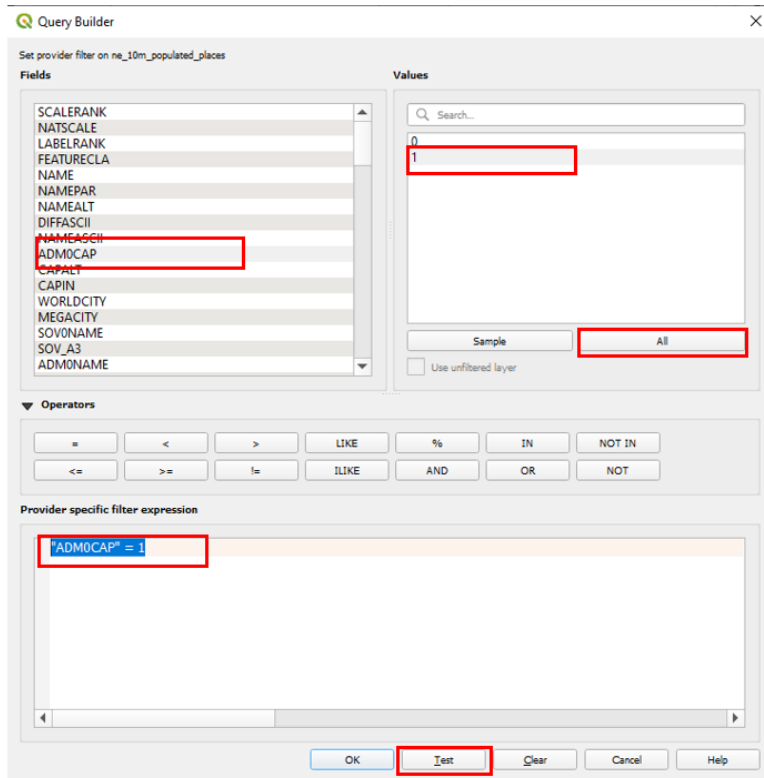 Query Builder
Set provider filter on ne_10m_populated_places
Fields
Values
SCALERANK
NATSCALE
LABELRANK
FEATURECLA
NAME
NAMEPAR
NAMEALT
DIFFASCII
NAMEASCII
ADM0CAP
CAPALT
CAPIN
WORLDCITY
MEGACITY
SOV0NAME
SOV_A3
ADM0NAME
Search...
0
1
Sample
All
Use unfiltered layer
Operators
= < > LIKE % IN NOT IN
<= >= != ILIKE AND OR NOT
Provider specific filter expression
"ADM0CAP" = 1
OK Test Clear Cancel Help